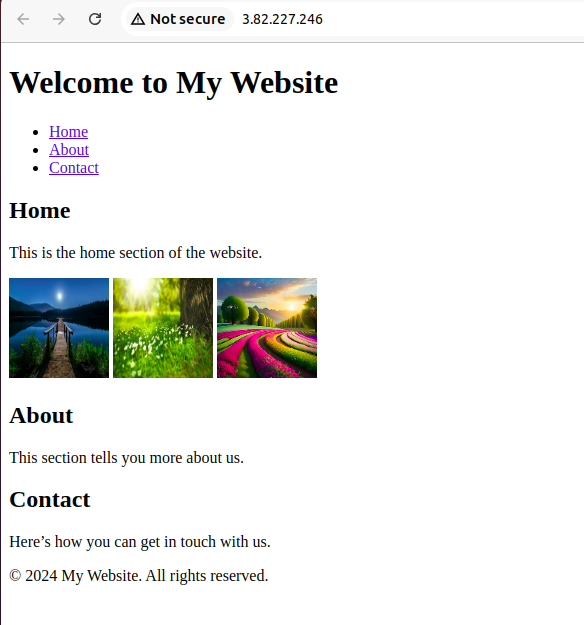 Not secure 3.82.227.246
Welcome to My Website
Home
About
Contact
Home
This is the home section of the website.
About
This section tells you more about us.
Contact
Here’s how you can get in touch with us.
© 2024 My Website. All rights reserved.